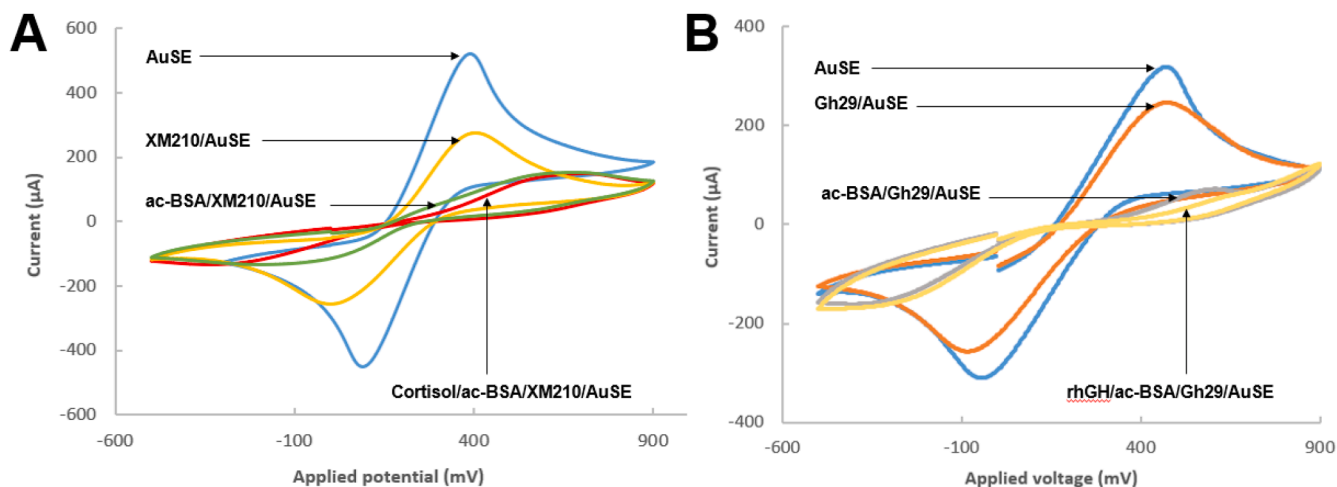 A
600
400
200
0
-200
-400
-600
-600
-100
400
900
Current (µA)
Applied potential (mV)
AuSE
XM210/AuSE
ac-BSA/XM210/AuSE
Cortisol/ac-BSA/XM210/AuSE
B
400
200
0
-200
-400
-600
-100
400
900
Current (µA)
Applied voltage (mV)
AuSE
Gh29/AuSE
ac-BSA/Gh29/AuSE
rhGH/ac-BSA/Gh29/AuSE